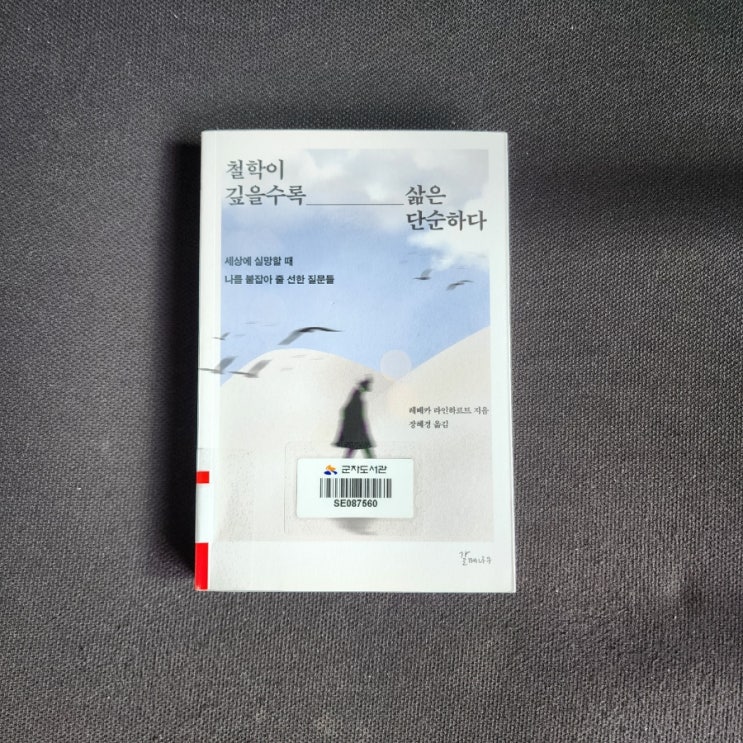 철학이
깊을수록 삶은
단순하다
세상에 실망할 때
나를 붙잡아 줄 선한 질문들
레베카 라인하르트 지음
장혜경 옮김
군자도서관
SE087560
갈매나무